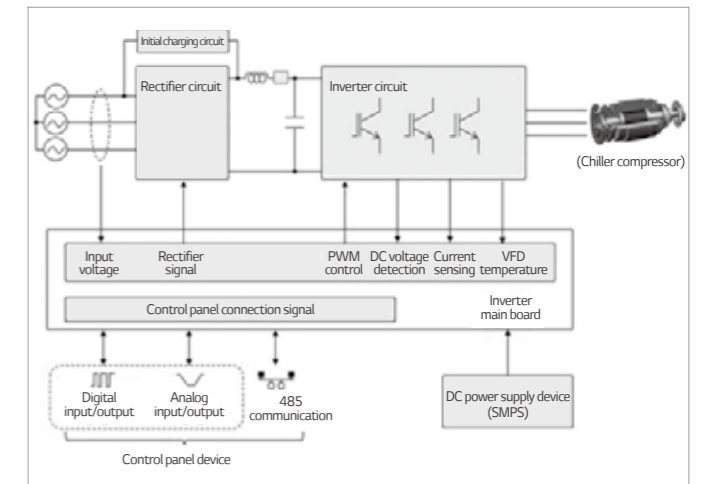 Initial charging circuit
Rectifier circuit
Inverter circuit
(Chiller compressor)
Input
voltage
Rectifier
signal
PWM
control
DC voltage
detection
Current
sensing
VFD
temperature
Control panel connection signal
Inverter
main board
Digital
input/output
Analog
input/output
485
communication
DC power supply device
(SMPS)
Control panel device